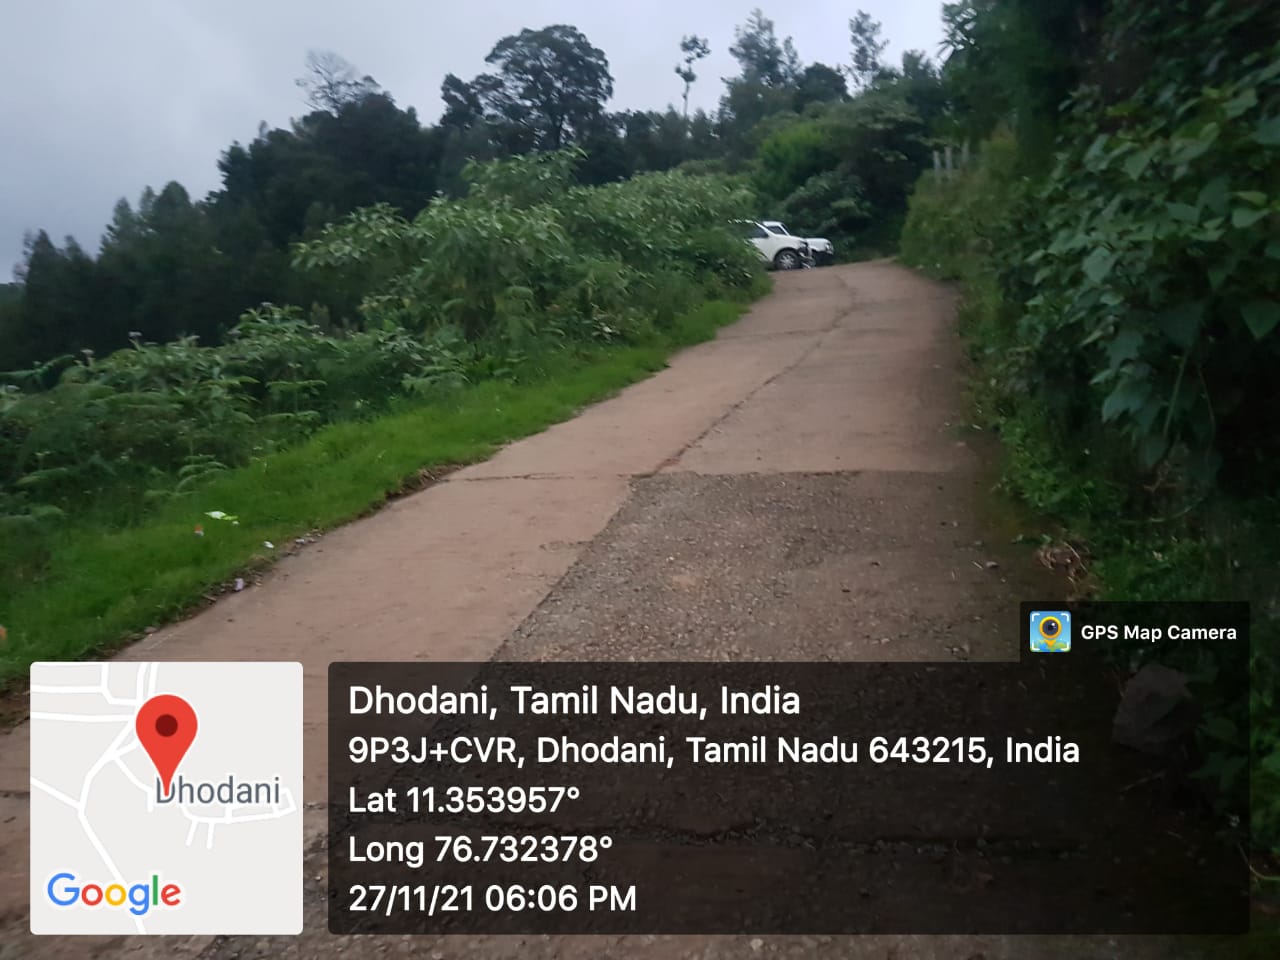 GPS Map Camera
Dhodani, Tamil Nadu, India
9P3J+CVR, Dhodani, Tamil Nadu 643215, India
Lat 11.353957°
Long 76.732378°
27/11/21 06:06 PM
Dhodani
Google